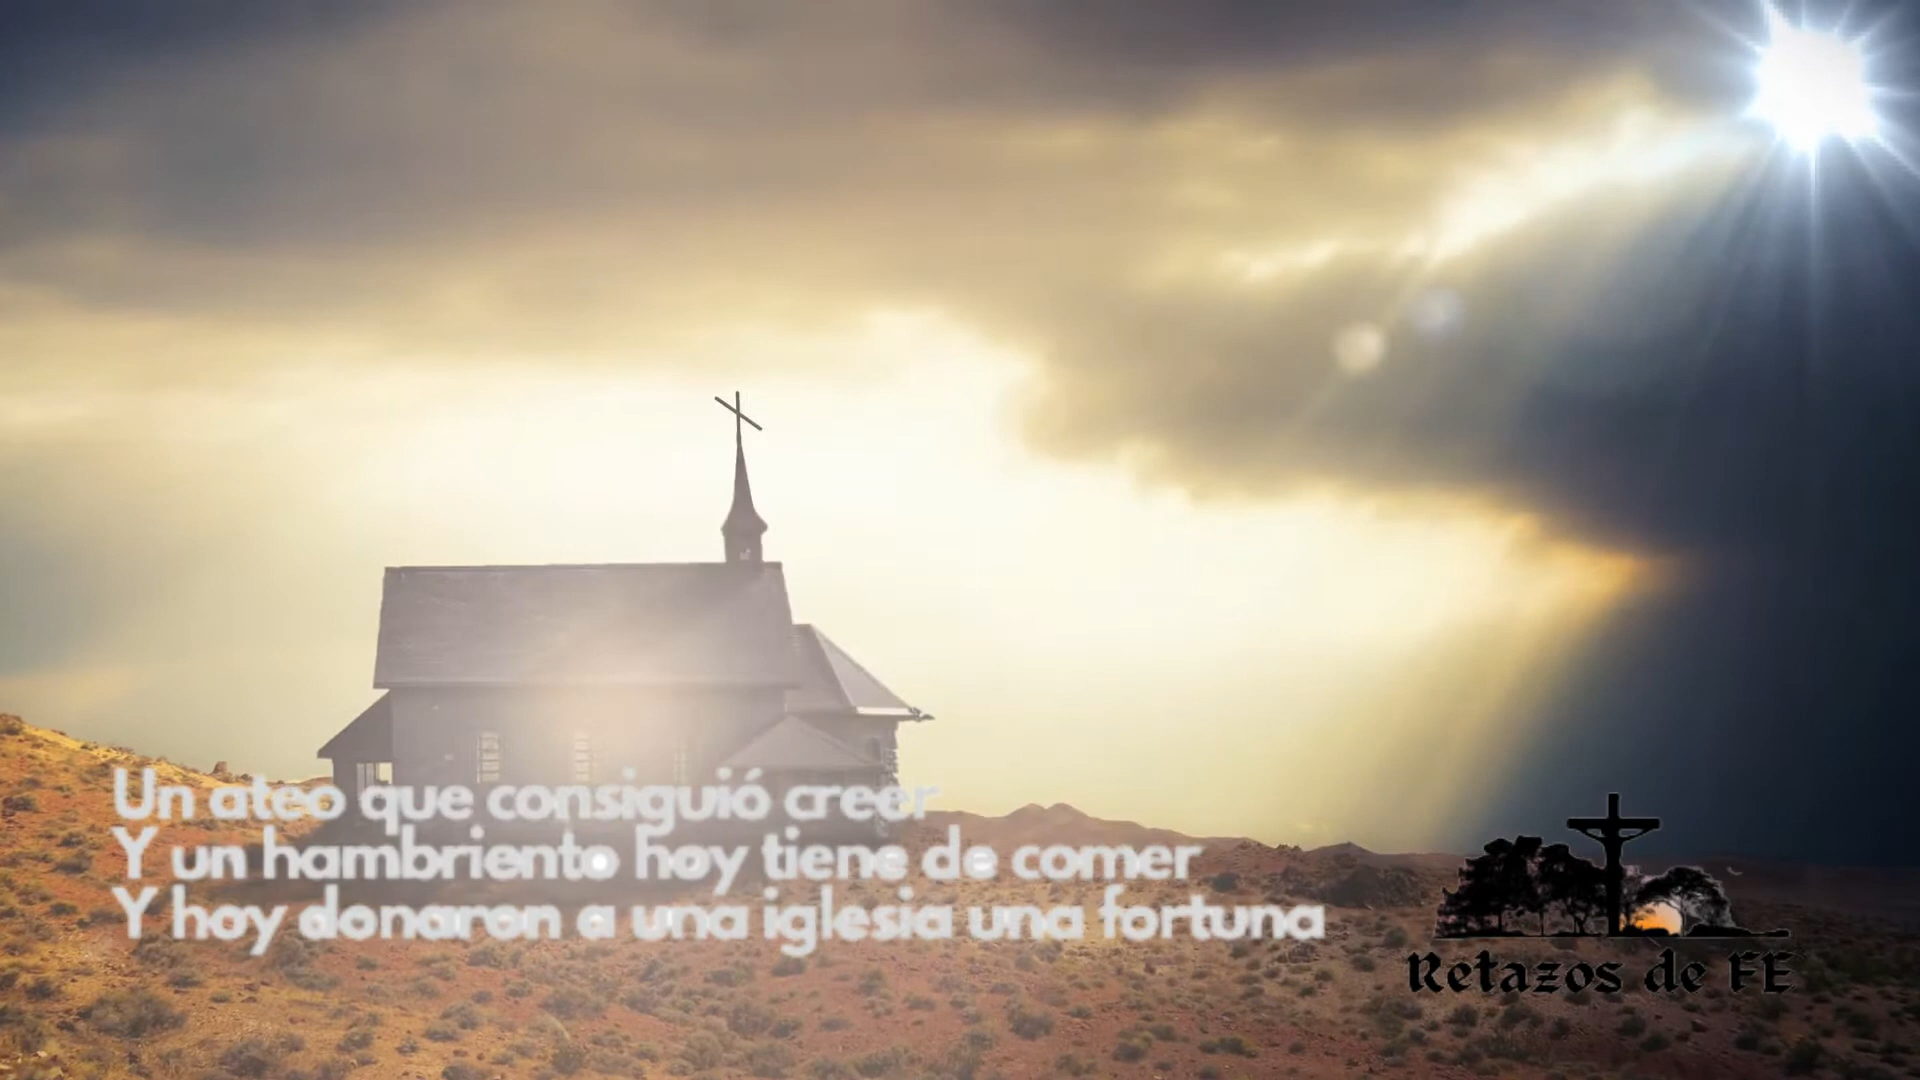 Un ateo que consiguió creer
Y un hambriento hoy tiene de comer
Y hoy donaron a una iglesia una fortuna
Retazos de FE